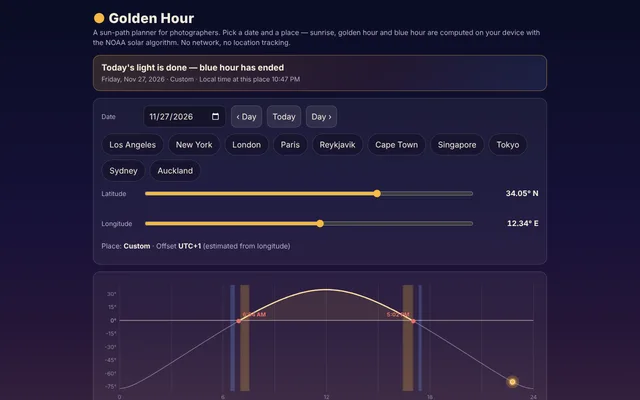 Golden Hour
A sun-path planner for photographers. Pick a date and a place — sunrise, golden hour and blue hour are computed on your device with
the NOAA solar algorithm. No network, no location tracking.
Today's light is done — blue hour has ended
Friday, Nov 27, 2026 · Custom · Local time at this place 10:47 PM
Date 11/27/2026 ‹ Day Today Day ›
Los Angeles New York London Paris Reykjavik Cape Town Singapore Tokyo
Sydney Auckland
Latitude 34.05° N
Longitude 12.34° E
Place: Custom · Offset UTC+1 (estimated from longitude)
30°
15°
AM
0°
-15°
-30°
-45°
-60°
-75°
0 6 12 18 24